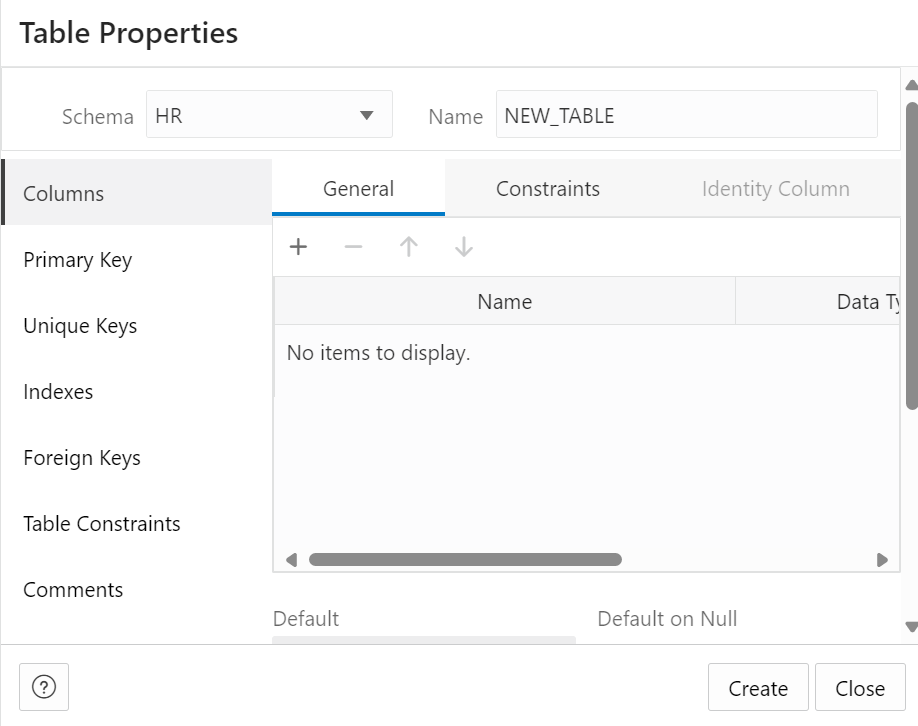 Table Properties
Schema HR Name NEW_TABLE
Columns
Primary Key
Unique Keys
Indexes
Foreign Keys
Table Constraints
Comments
General Constraints Identity Column
Name Data Ty
No items to display.
Default Default on Null
? Create Close